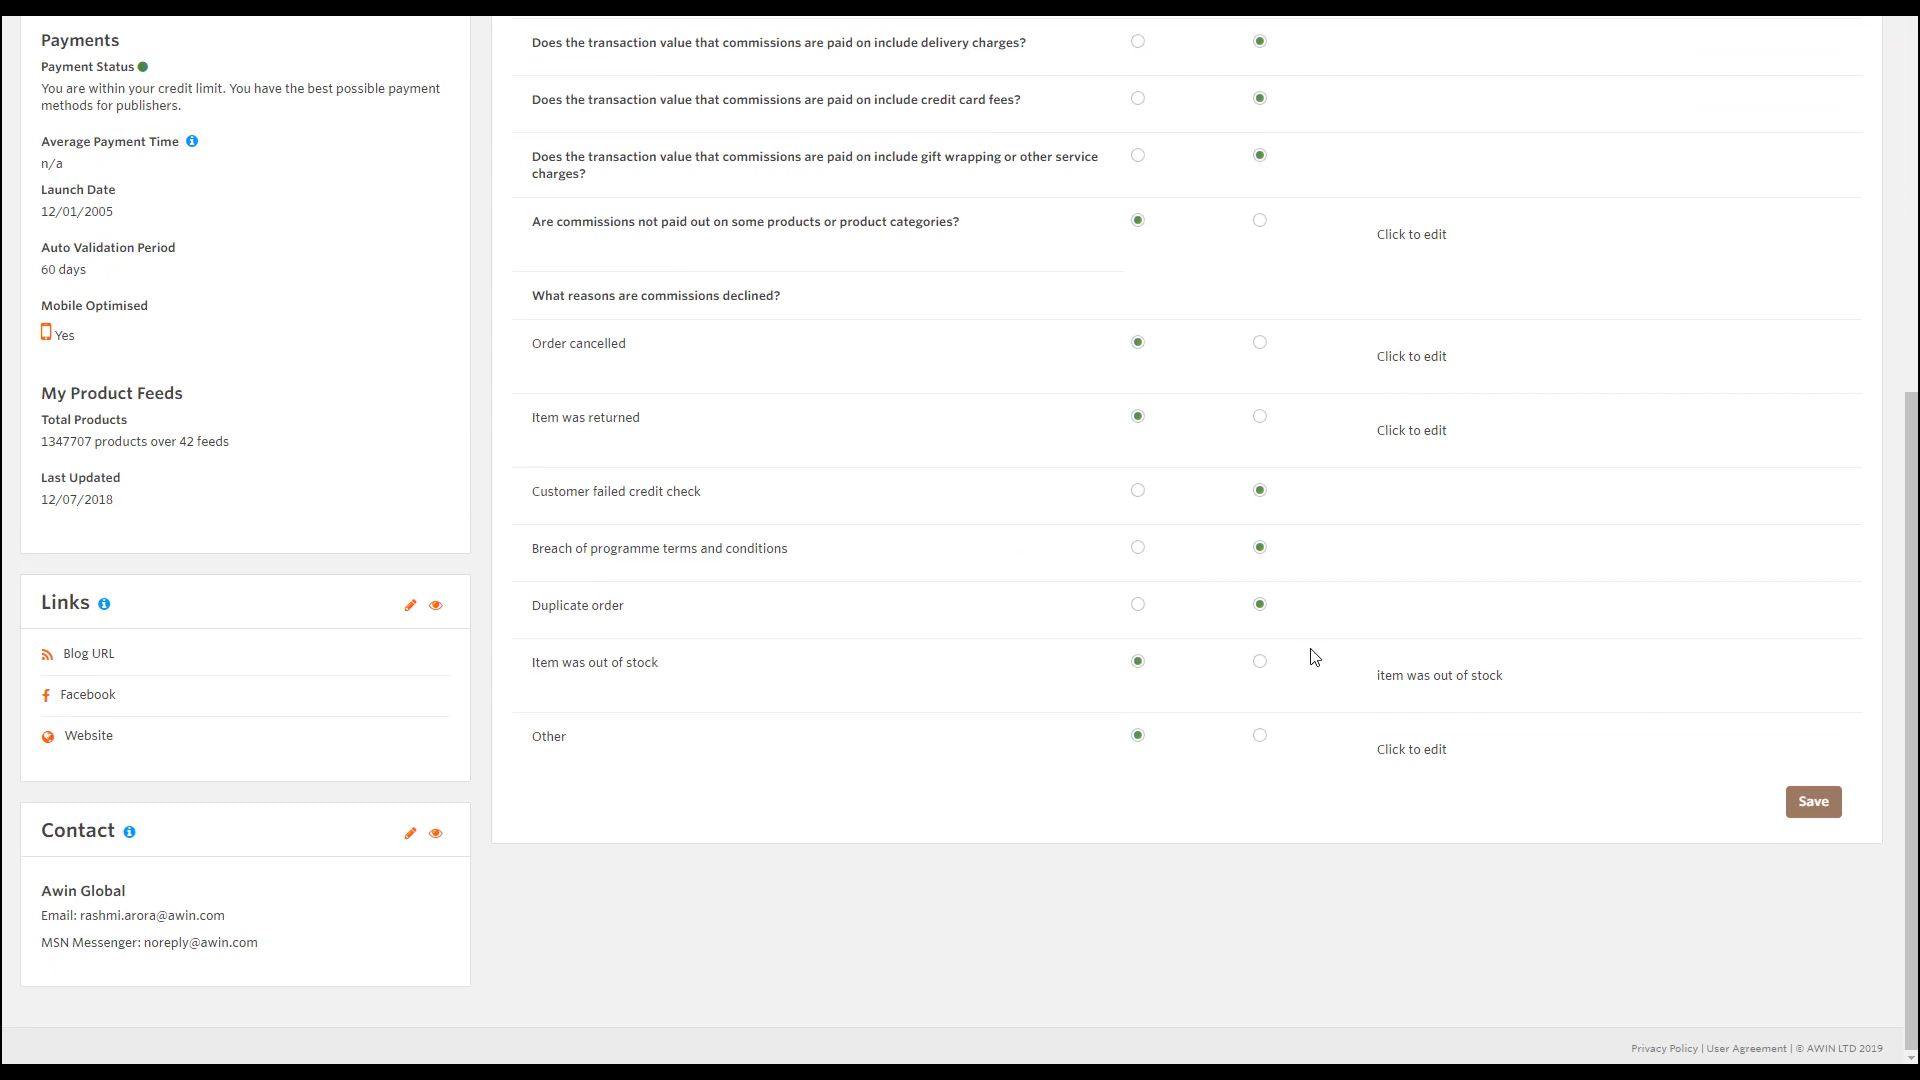 Payments
Payment Status
You are within your credit limit. You have the best possible payment
methods for publishers.
Average Payment Time
n/a
Launch Date
12/01/2005
Auto Validation Period
60 days
Mobile Optimised
Yes
My Product Feeds
Total Products
1347707 products over 42 feeds
Last Updated
12/07/2018
Links
Blog URL
Facebook
Website
Contact
Awin Global
Email: rashmi.arora@awin.com
MSN Messenger: noreply@awin.com
Does the transaction value that commissions are paid on include delivery charges?
Does the transaction value that commissions are paid on include credit card fees?
Does the transaction value that commissions are paid on include gift wrapping or other service
charges?
Are commissions not paid out on some products or product categories?
Click to edit
What reasons are commissions declined?
Order cancelled
Click to edit
Item was returned
Click to edit
Customer failed credit check
Breach of programme terms and conditions
Duplicate order
Item was out of stock
item was out of stock
Other
Click to edit
Save
Privacy Policy | User Agreement | © AWIN LTD 2019